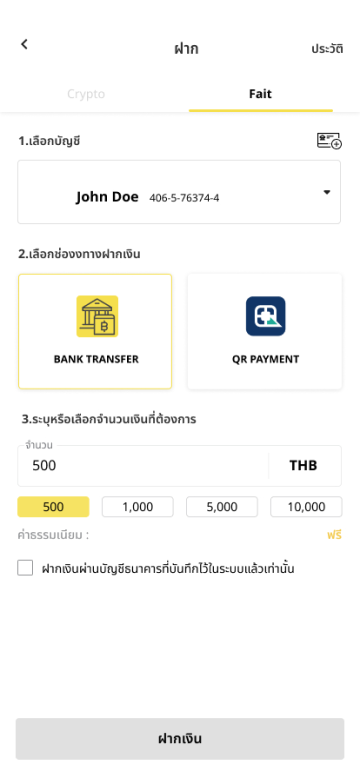 ฝาก
ประวัติ
Crypto
Fait
1.เลือกบัญชี
John Doe 406-5-76374-4
2.เลือกช่องงทางฝากเงิน
BANK TRANSFER
QR PAYMENT
3.ระบุหรือเลือกจำนวนเงินที่ต้องการ
จำนวน
500 THB
500 1,000 5,000 10,000
ค่าธรรมเนียม : ฟรี
ฝากเงินผ่านบัญชีธนาคารที่บันทึกไว้ในระบบแล้วเท่านั้น
ฝากเงิน